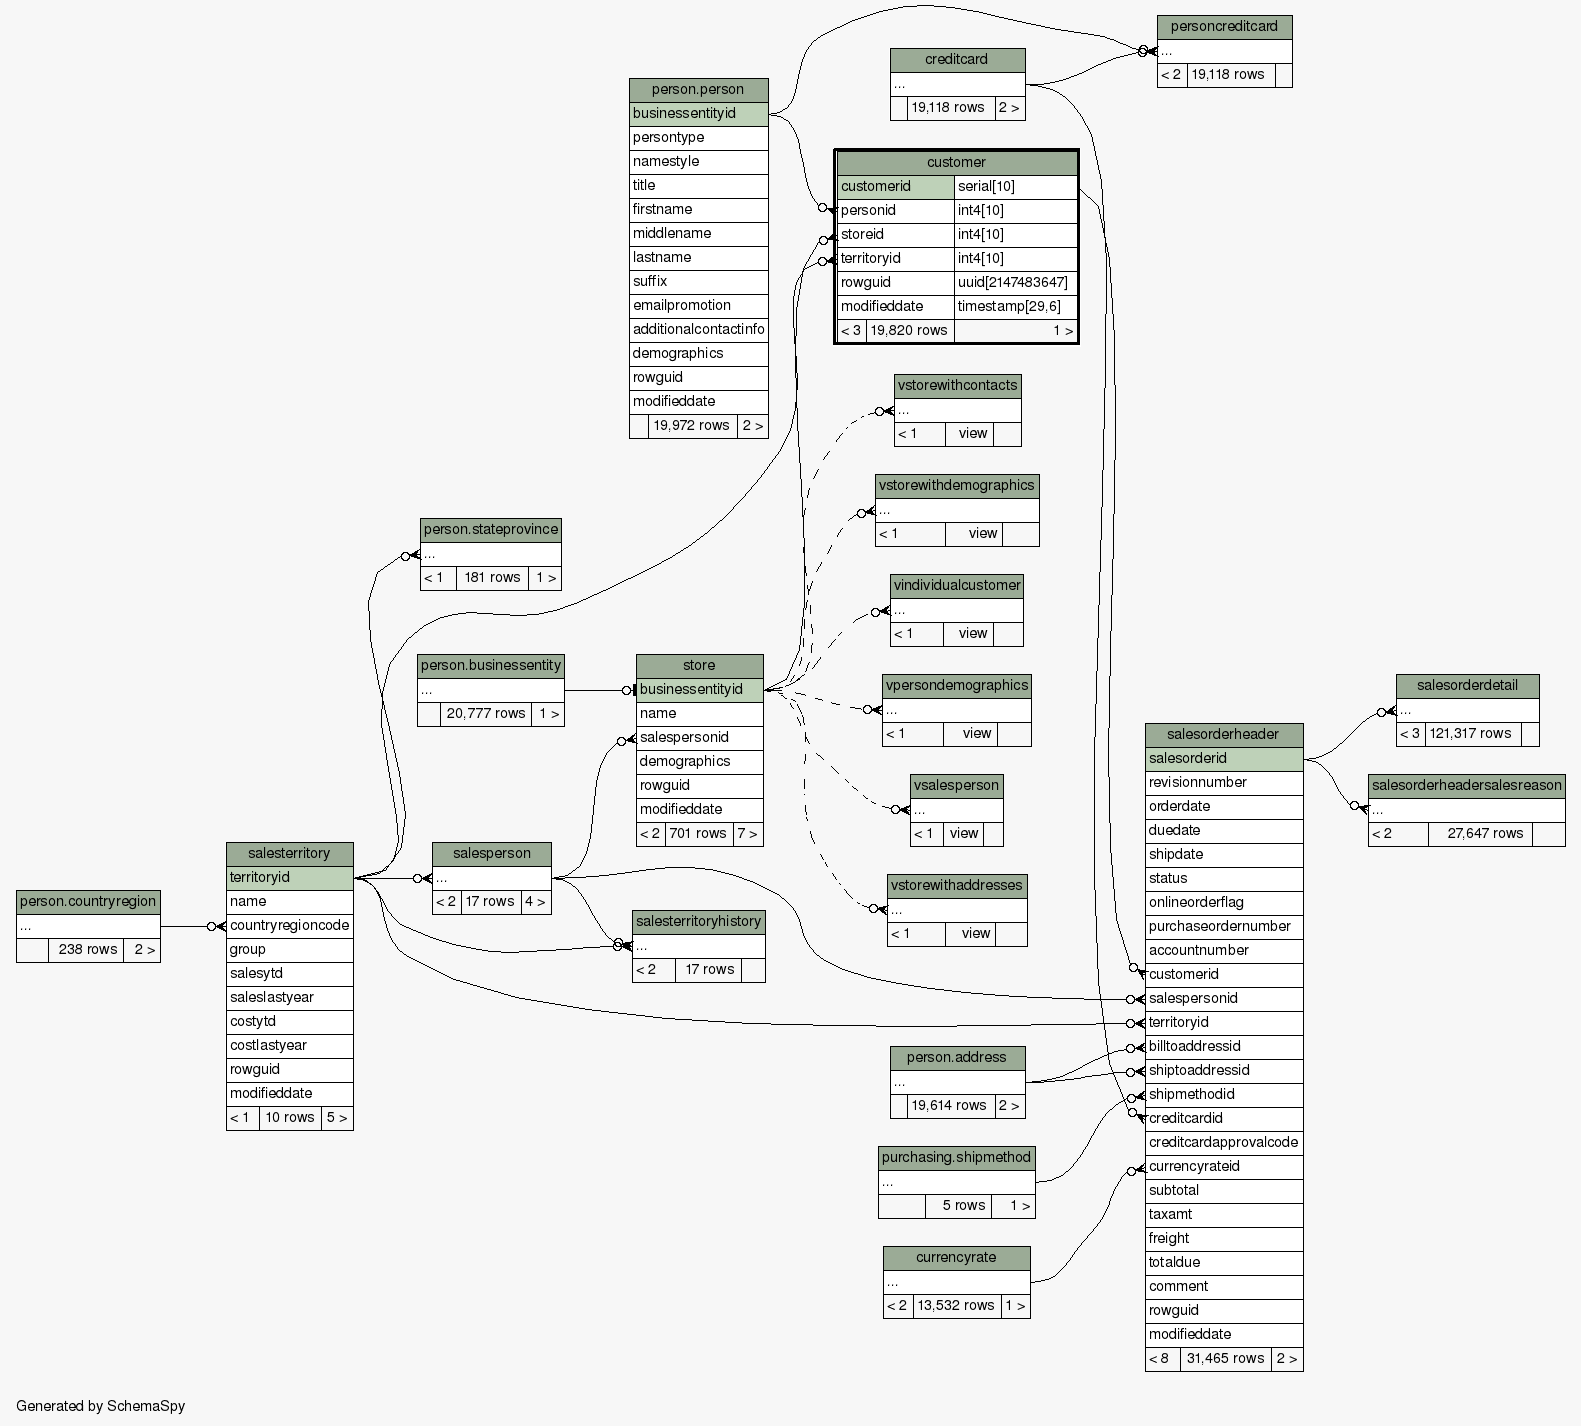 personcreditcard
...
< 2 19,118 rows
creditcard
...
19,118 rows 2 >
person.person
businessentityid
persontype
namestyle
title
firstname
middlename
lastname
suffix
emailpromotion
additionalcontactinfo
demographics
rowguid
modifieddate
19,972 rows 2 >
customer
customerid serial[10]
personid int4[10]
storeid int4[10]
territoryid int4[10]
rowguid uuid[2147483647]
modifieddate timestamp[29,6]
< 3 19,820 rows 1 >
vstorewithcontacts
...
< 1 view
vstorewithdemographics
...
< 1 view
person.stateprovince
...
< 1 181 rows 1 >
vindividualcustomer
...
< 1 view
person.businessentity
...
20,777 rows 1 >
store
businessentityid
name
salespersonid
demographics
rowguid
modifieddate
< 2 701 rows 7 >
vpersondemographics
...
< 1 view
vsalesperson
...
< 1 view
vstorewithaddresses
...
< 1 view
salesorderdetail
...
< 3 121,317 rows
salesorderheadersalesreason
...
< 2 27,647 rows
salesorderheader
salesorderid
revisionnumber
orderdate
duedate
shipdate
status
onlineorderflag
purchaseordernumber
accountnumber
customerid
salespersonid
territoryid
billtoaddressid
shiptoaddressid
shipmethodid
creditcardid
creditcardapprovalcode
currencyrateid
subtotal
taxamt
freight
totaldue
comment
rowguid
modifieddate
< 8 31,465 rows 2 >
person.countryregion
...
238 rows 2 >
salesterritory
territoryid
name
countryregioncode
group
salesytd
saleslastyear
costytd
costlastyear
rowguid
modifieddate
< 1 10 rows 5 >
salesperson
...
< 2 17 rows 4 >
salesterritoryhistory
...
< 2 17 rows
person.address
...
19,614 rows 2 >
purchasing.shipmethod
...
5 rows 1 >
currencyrate
...
< 2 13,532 rows 1 >
Generated by SchemaSpy